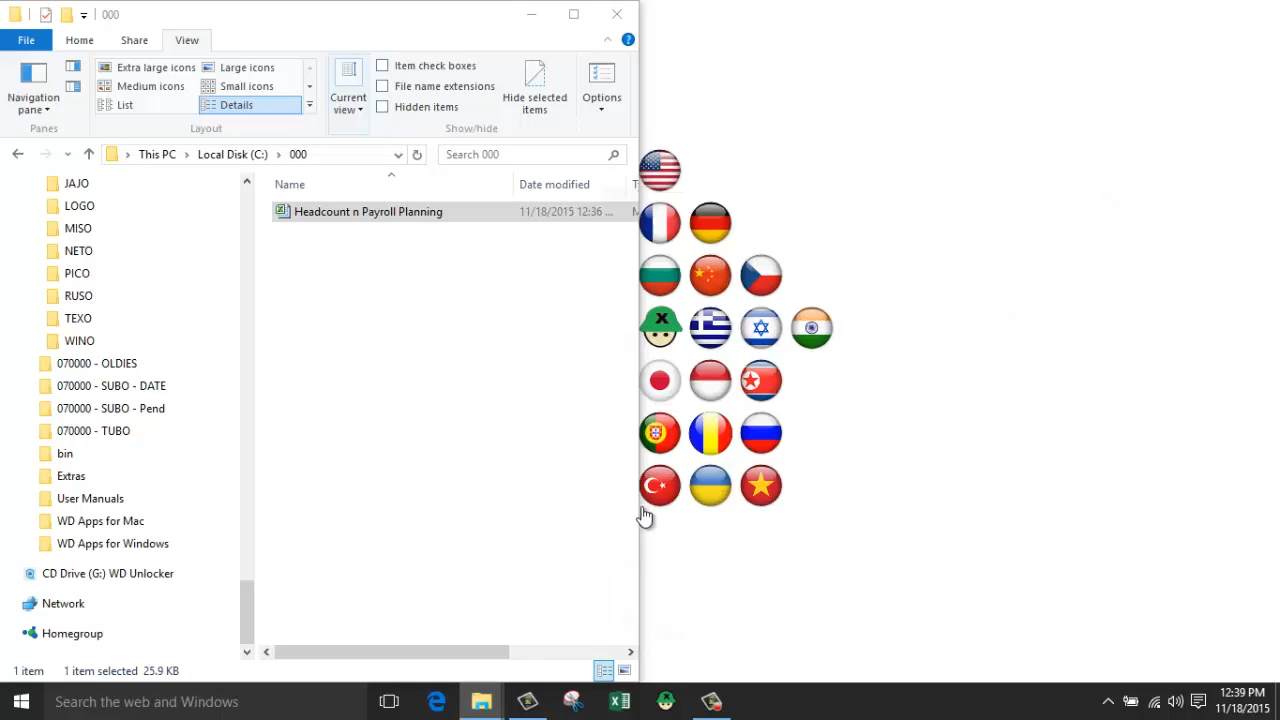 000
File
Home
Share
View
Navigation pane
Extra large icons
Large icons
Medium icons
Small icons
List
Details
Current view
Item check boxes
File name extensions
Hidden items
Hide selected items
Options
Panes
Layout
Show/hide
This PC
Local Disk (C:)
000
Search 000
Name
Date modified
JAJO
LOGO
MISO
NETO
PICO
RUSO
TEXO
WINO
070000 - OLDIES
070000 - SUBO - DATE
070000 - SUBO - Pend
070000 - TUBO
bin
Extras
User Manuals
WD Apps for Mac
WD Apps for Windows
CD Drive (G:) WD Unlocker
Network
Homegroup
Headcount n Payroll Planning
11/18/2015 12:36 ...
1 item
1 item selected 25.9 KB
Search the web and Windows
12:39 PM
11/18/2015